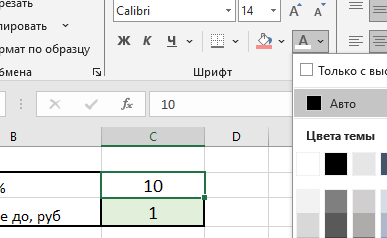 резать
Calibri 14 A A
пировать
Ж К Ч А
ормат по образцу
Только с выс
бмена Шрифт
Авто
fx 10
Цвета темы
B C D
% 10
е до, руб 1